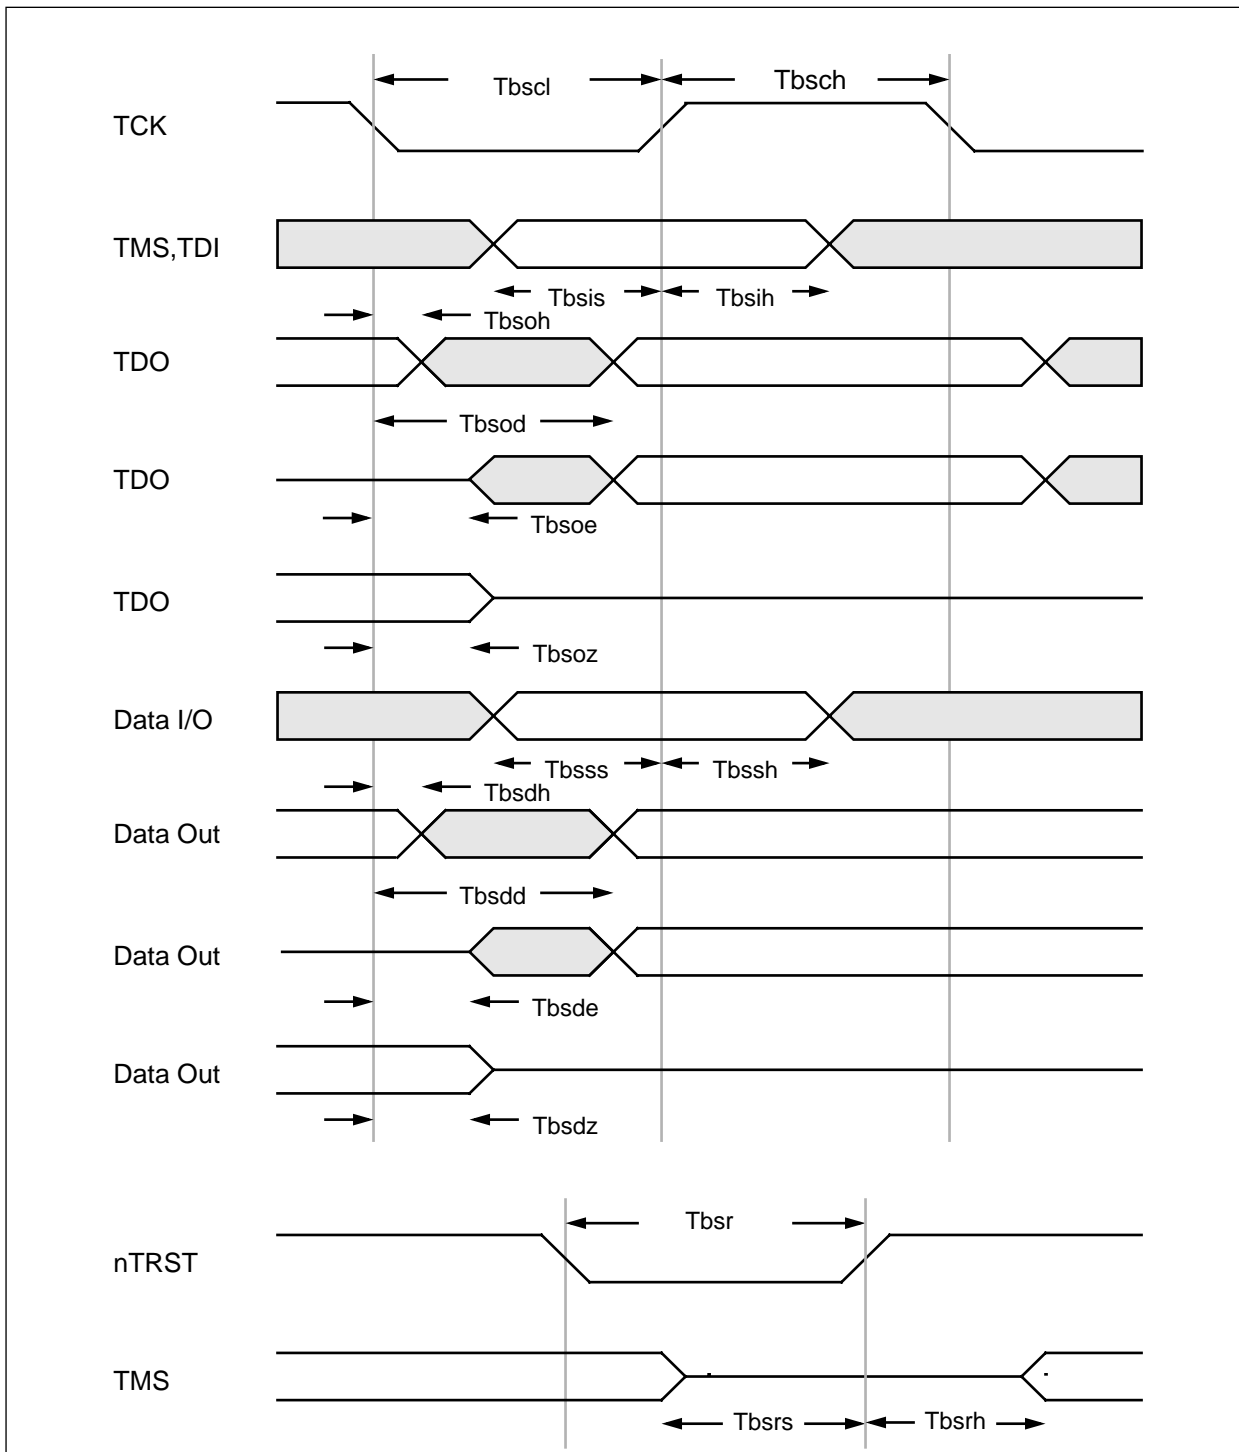 Tbscl
Tbsch
TCK
TMS,TDI
Tbsis
Tbsih
Tbsoh
TDO
Tbsod
TDO
Tbsoe
TDO
Tbsoz
Data I/O
Tbsss
Tbssh
Tbsdh
Data Out
Tbsdd
Data Out
Tbsde
Data Out
Tbsdz
Tbsr
nTRST
TMS
Tbsrs
Tbsrh